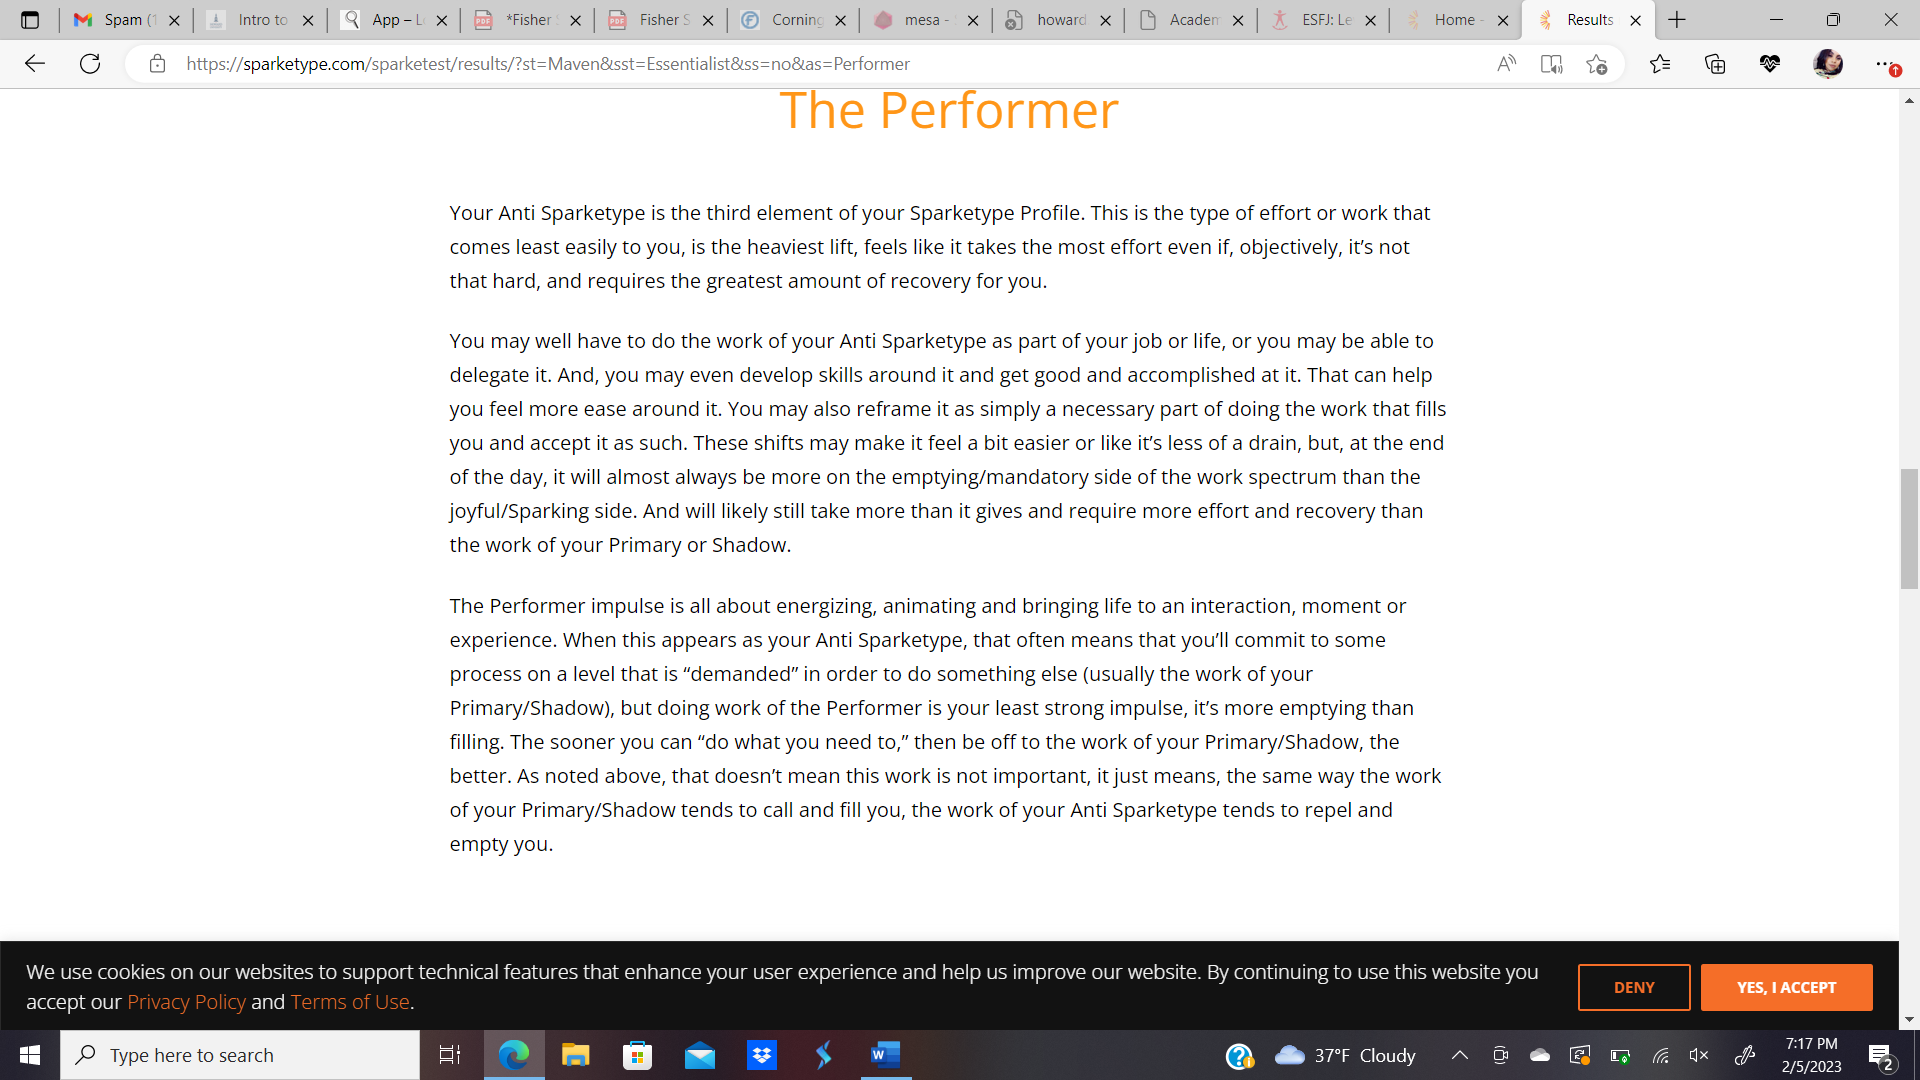 Spam (1
Intro to
App – L
*Fisher
Fisher S
Corning
mesa -
howard
Academ
ESFJ: Le
Home -
Results
https://sparketype.com/sparketest/results/?st=Maven&sst=Essentialist&ss=no&as=Performer
The Performer
Your Anti Sparketype is the third element of your Sparketype Profile. This is the type of effort or work that
comes least easily to you, is the heaviest lift, feels like it takes the most effort even if, objectively, it’s not
that hard, and requires the greatest amount of recovery for you.
You may well have to do the work of your Anti Sparketype as part of your job or life, or you may be able to
delegate it. And, you may even develop skills around it and get good and accomplished at it. That can help
you feel more ease around it. You may also reframe it as simply a necessary part of doing the work that fills
you and accept it as such. These shifts may make it feel a bit easier or like it’s less of a drain, but, at the end
of the day, it will almost always be more on the emptying/mandatory side of the work spectrum than the
joyful/Sparking side. And will likely still take more than it gives and require more effort and recovery than
the work of your Primary or Shadow.
The Performer impulse is all about energizing, animating and bringing life to an interaction, moment or
experience. When this appears as your Anti Sparketype, that often means that you’ll commit to some
process on a level that is “demanded” in order to do something else (usually the work of your
Primary/Shadow), but doing work of the Performer is your least strong impulse, it’s more emptying than
filling. The sooner you can “do what you need to,” then be off to the work of your Primary/Shadow, the
better. As noted above, that doesn’t mean this work is not important, it just means, the same way the work
of your Primary/Shadow tends to call and fill you, the work of your Anti Sparketype tends to repel and
empty you.
We use cookies on our websites to support technical features that enhance your user experience and help us improve our website. By continuing to use this website you
accept our Privacy Policy and Terms of Use.
DENY
YES, I ACCEPT
Type here to search
37°F Cloudy
7:17 PM
2/5/2023
2